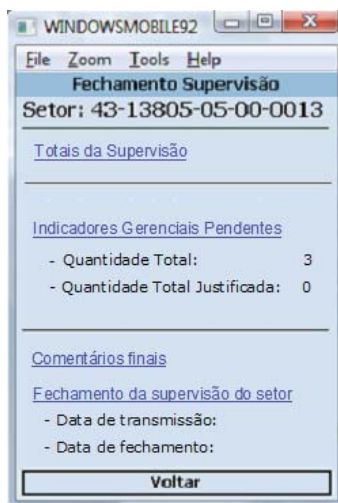 WINDOWSMOBILE92
File Zoom Tools Help
Fechamento Supervisão
Setor: 43-13805-05-00-0013
Totais da Supervisão
Indicadores Gerenciais Pendentes
- Quantidade Total: 3
- Quantidade Total Justificada: 0
Comentários finais
Fechamento da supervisão do setor
- Data de transmissão:
- Data de fechamento:
Voltar